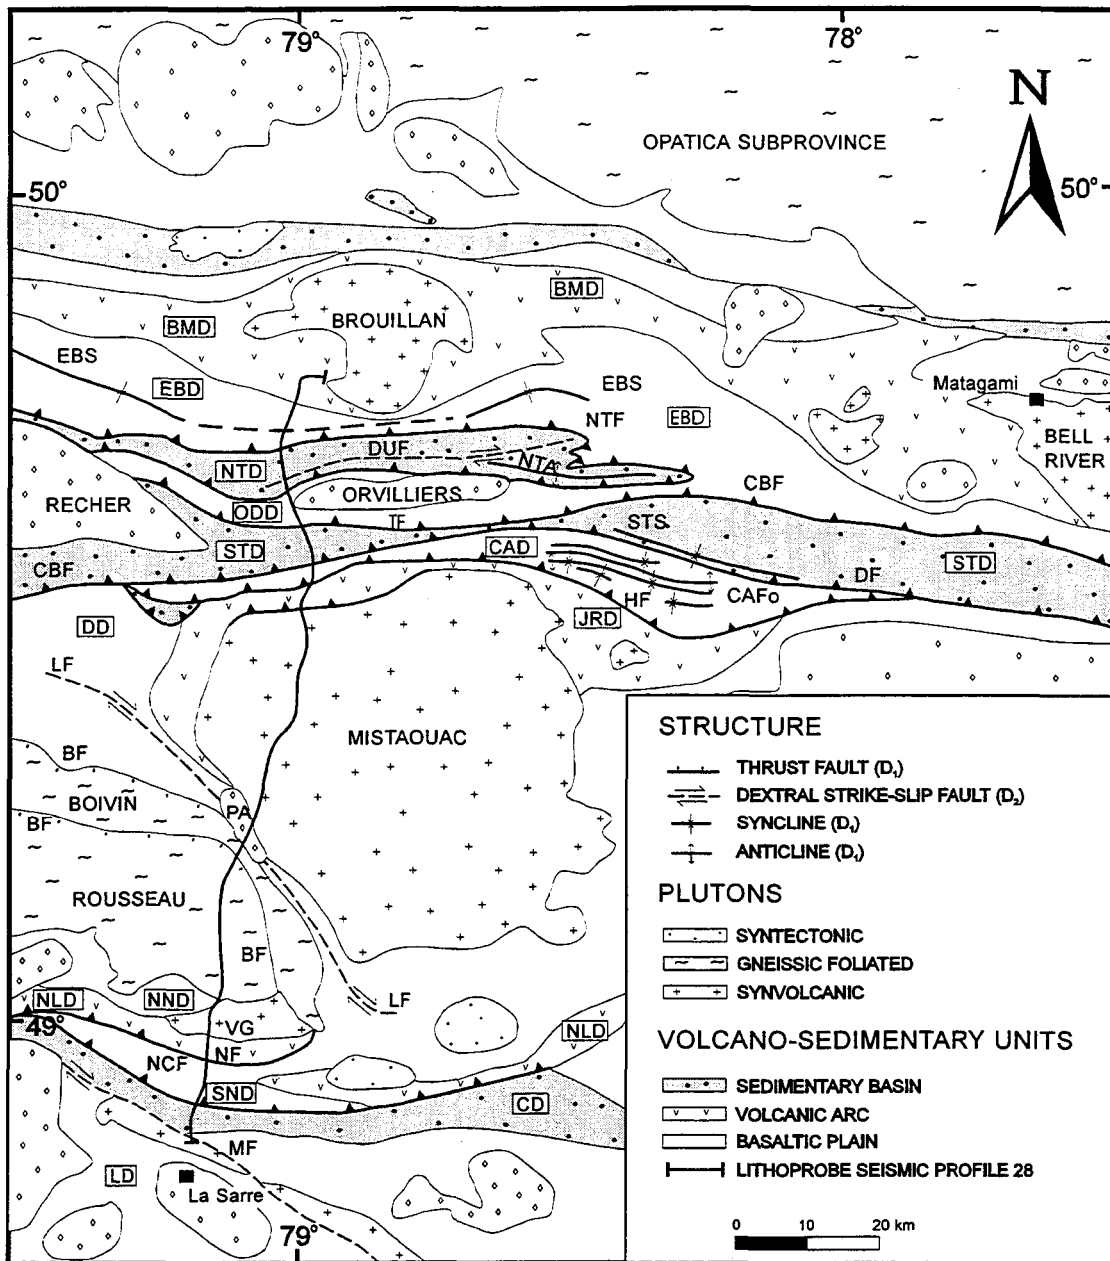 79°
78°
N
OPATICA SUBPROVINCE
50°
50°
BMD
BMD
BROUILLAN
EBS
EBD
EBS
Matagami
NTF
EBD
BELL
RIVER
DUF
NTD
NTA
CBF
RECHER
ORVILLIERS
ODD
TF
STS
STD
CAD
CBF
DF
STD
HF
CAFo
JRD
DD
LF
MISTAOUAC
BF
BOIVIN
PA
BF
ROUSSEAU
BF
LF
NLD
NND
49°
VG
NLD
NF
NCF
SND
CD
MF
LD
La Sarre
79°
STRUCTURE
THRUST FAULT (D₁)
DEXTRAL STRIKE-SLIP FAULT (D₂)
SYNCLINE (D₁)
ANTICLINE (D₁)
PLUTONS
SYNTECTONIC
GNEISSIC FOLIATED
SYNVOLCANIC
VOLCANO-SEDIMENTARY UNITS
SEDIMENTARY BASIN
VOLCANIC ARC
BASALTIC PLAIN
LITHOPROBE SEISMIC PROFILE 28
0 10 20 km